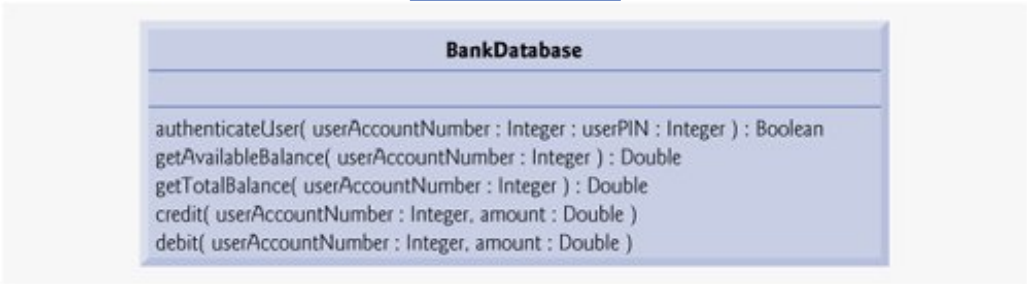 BankDatabase
authenticateUser( userAccountNumber : Integer : userPIN : Integer ) : Boolean
getAvailableBalance( userAccountNumber : Integer ) : Double
getTotalBalance( userAccountNumber : Integer ) : Double
credit( userAccountNumber : Integer, amount : Double )
debit( userAccountNumber : Integer, amount : Double )